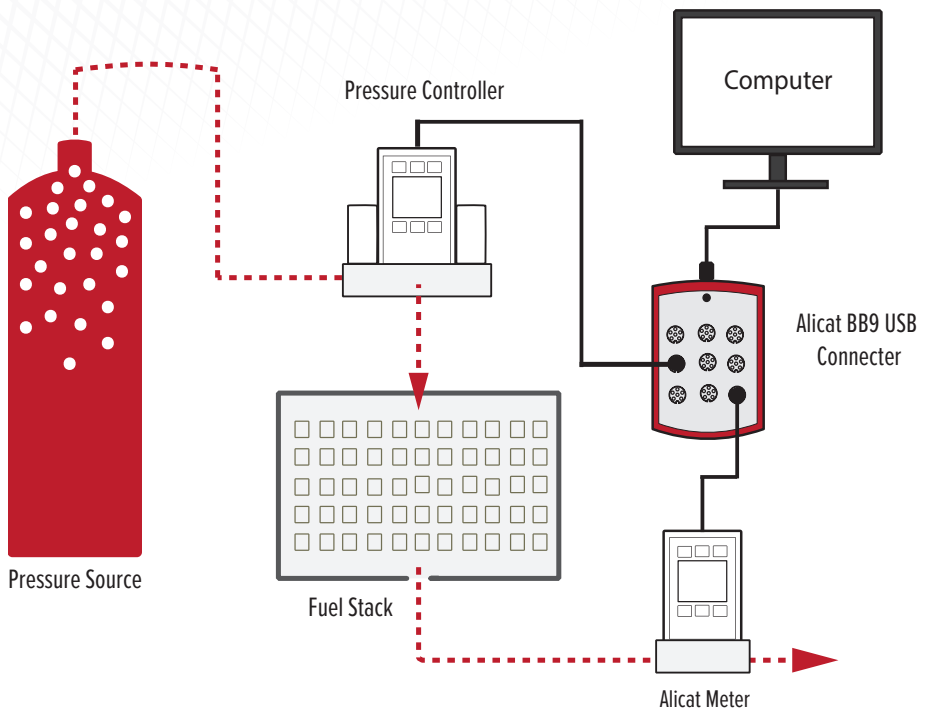 Computer
Pressure Controller
Alicat BB9 USB
Connecter
Pressure Source
Fuel Stack
Alicat Meter